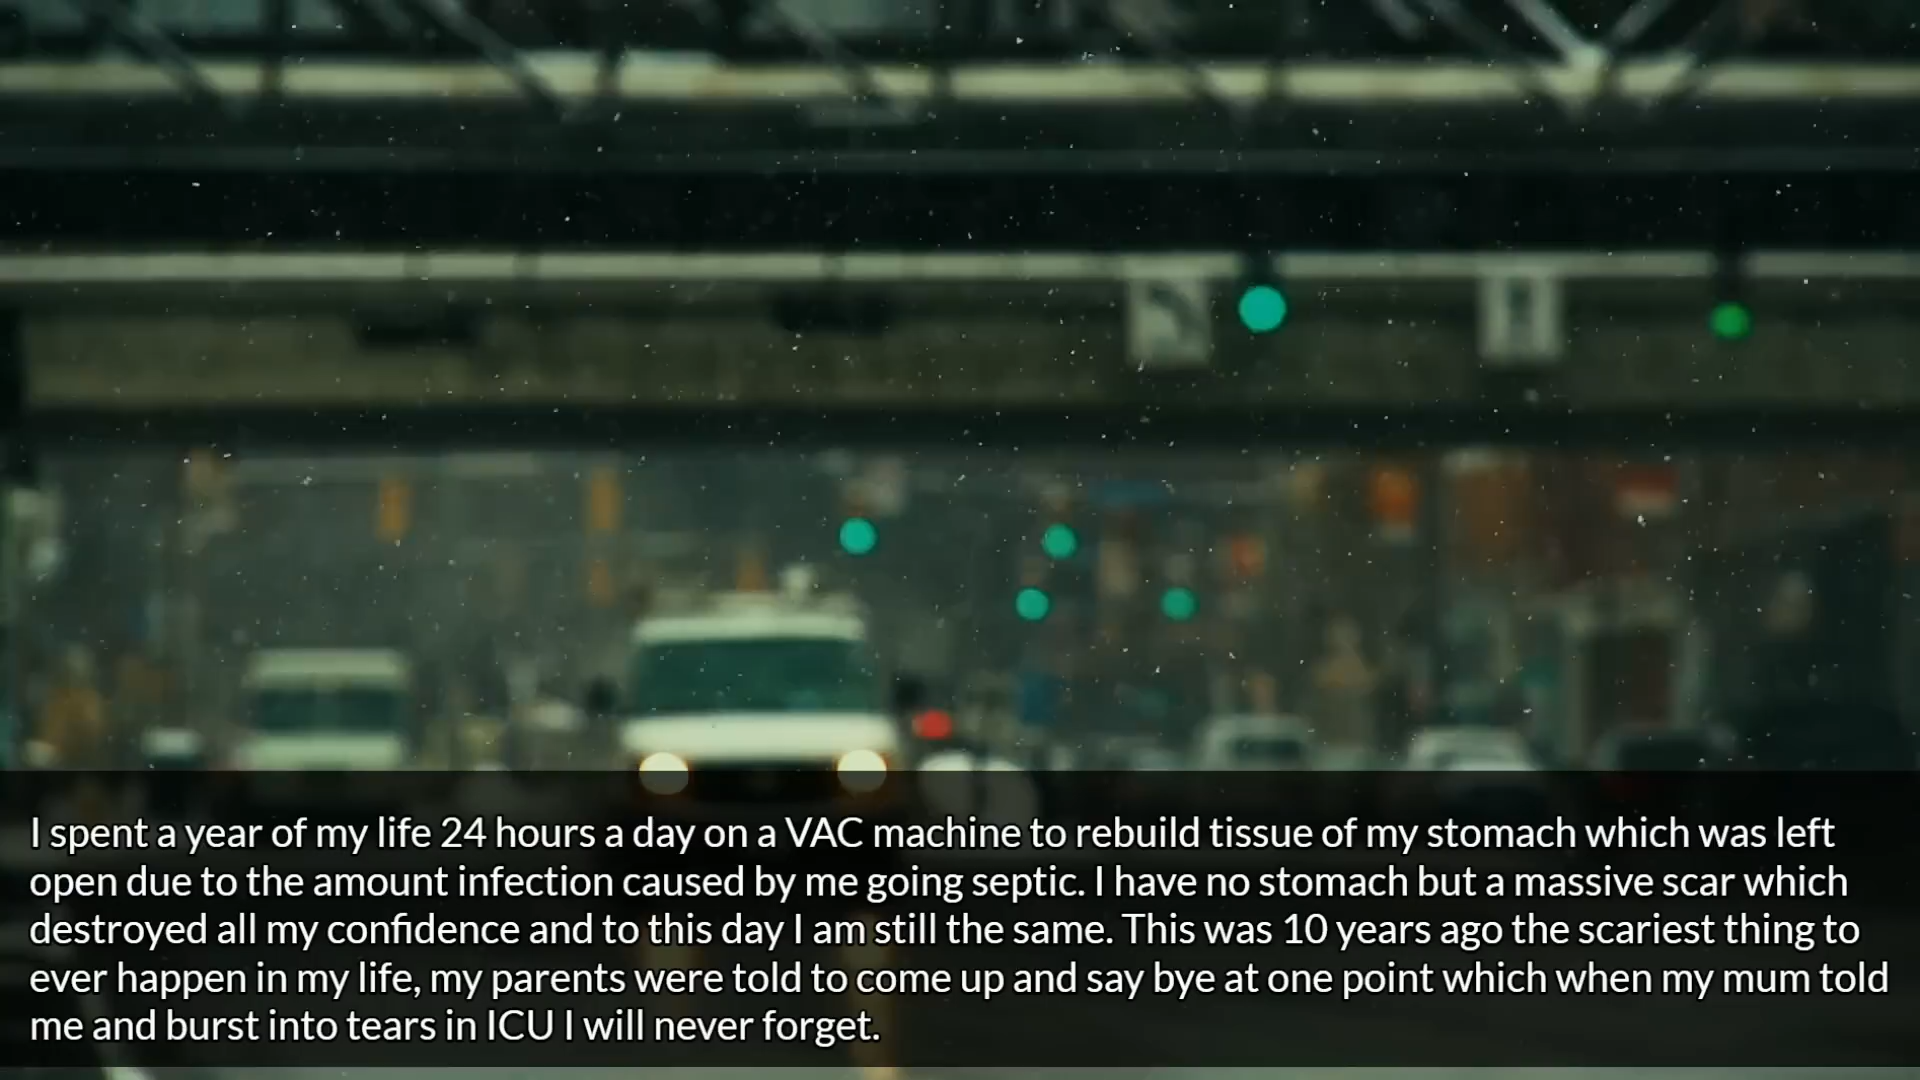 I spent a year of my life 24 hours a day on a VAC machine to rebuild tissue of my stomach which was left
open due to the amount infection caused by me going septic. I have no stomach but a massive scar which
destroyed all my confidence and to this day I am still the same. This was 10 years ago the scariest thing to
ever happen in my life, my parents were told to come up and say bye at one point which when my mum told
me and burst into tears in ICU I will never forget.